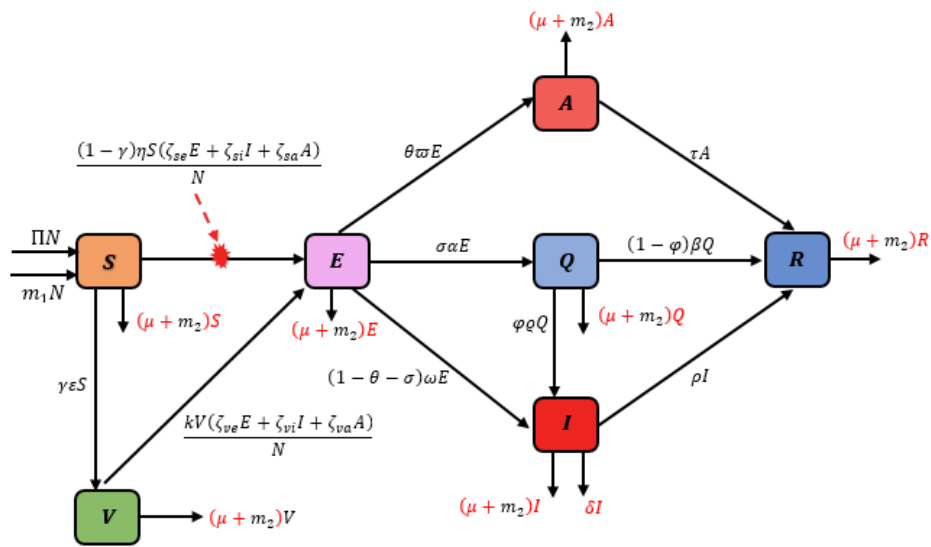 (μ + m₂)A
A
(1 − γ)ηS(ζₛₑE + ζₛᵢI + ζₛₐA)
N
θϖE
τA
ΠN
S
E
σαE
Q
(1 − φ)βQ
R
(μ + m₂)R
m₁N
(μ + m₂)S
(μ + m₂)E
φϱQ
(μ + m₂)Q
γεS
(1 − θ − σ)ωE
ρI
kV(ζᵥₑE + ζᵥᵢI + ζᵥₐA)
N
I
V
(μ + m₂)V
(μ + m₂)I
δI